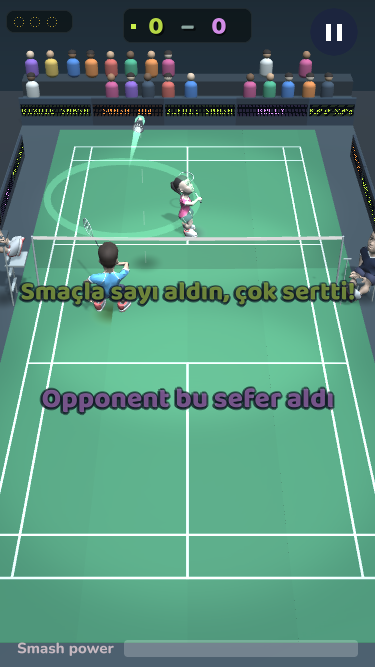 0 – 0
Smaçla sayı aldın, çok sertti!
Opponent bu sefer aldı
Smash power